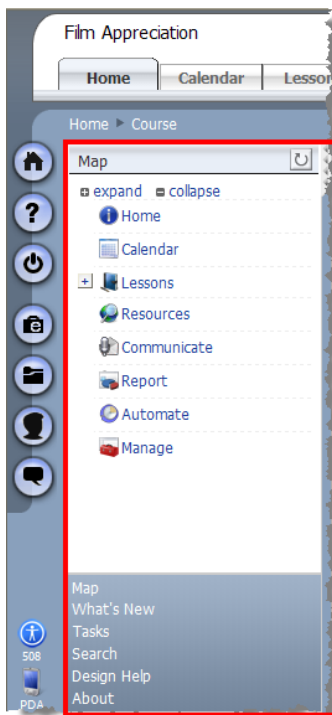 Film Appreciation
Home Calendar Lesson
Home Course
Map
expand collapse
Home
Calendar
Lessons
Resources
Communicate
Report
Automate
Manage
Map
What's New
Tasks
Search
Design Help
About
508
PDA